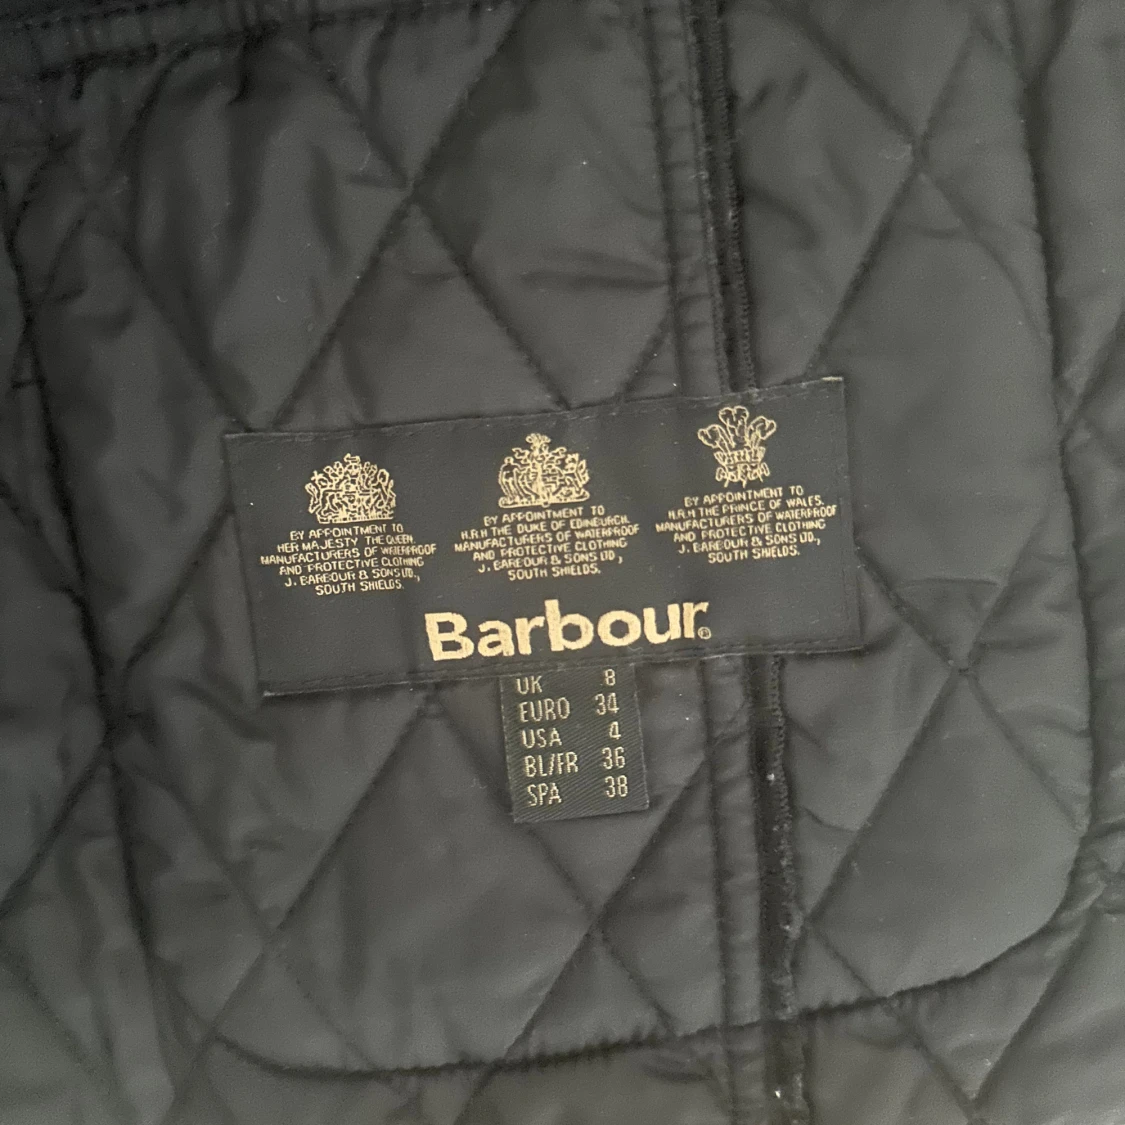 BY APPOINTMENT TO
HER MAJESTY THE QUEEN
MANUFACTURERS OF WATERPROOF
AND PROTECTIVE CLOTHING
J. BARBOUR & SONS LTD.,
SOUTH SHIELDS.
BY APPOINTMENT TO
H.R.H THE DUKE OF EDINBURGH,
MANUFACTURERS OF WATERPROOF
AND PROTECTIVE CLOTHING
J. BARBOUR & SONS LTD,
SOUTH SHIELDS.
BY APPOINTMENT TO
H.R.H THE PRINCE OF WALES.
MANUFACTURERS OF WATERPROOF
AND PROTECTIVE CLOTHING
J. BARBOUR & SONS LTD.,
SOUTH SHIELDS.
Barbour®
UK 8
EURO 34
USA 4
BL/FR 36
SPA 38